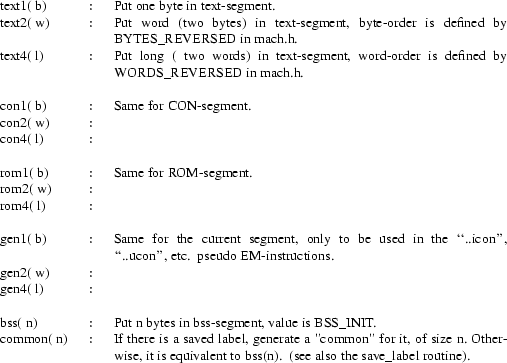 text1( b) : Put one byte in text-segment.
text2( w) : Put word (two bytes) in text-segment, byte-order is defined by
BYTES_REVERSED in mach.h.
text4( l) : Put long ( two words) in text-segment, word-order is defined by
WORDS_REVERSED in mach.h.
con1( b) : Same for CON-segment.
con2( w) :
con4( l) :
rom1( b) : Same for ROM-segment.
rom2( w) :
rom4( l) :
gen1( b) : Same for the current segment, only to be used in the “..icon”,
“..ucon”, etc. pseudo EM-instructions.
gen2( w) :
gen4( l) :
bss( n) : Put n bytes in bss-segment, value is BSS_INIT.
common( n) : If there is a saved label, generate a "common" for it, of size n. Other-
wise, it is equivalent to bss(n). (see also the save_label routine).